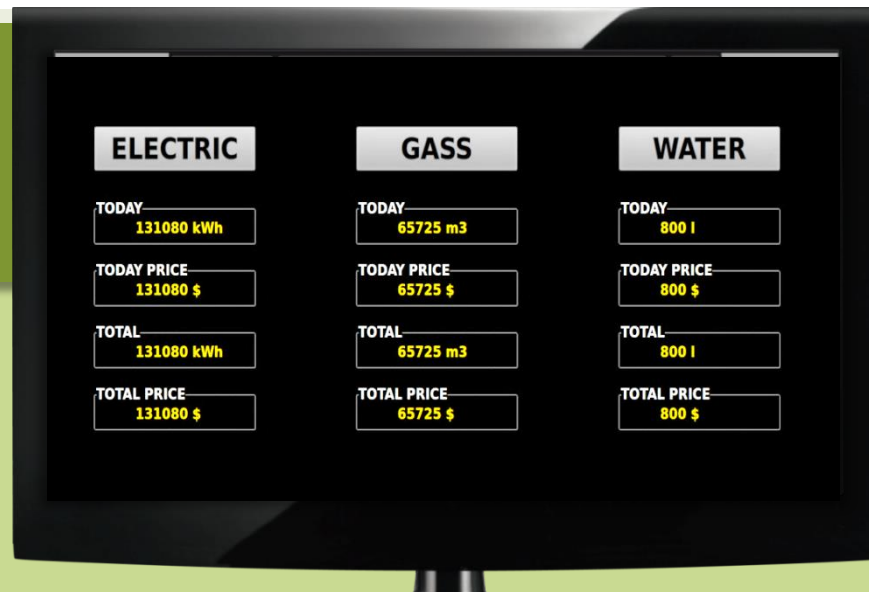 ELECTRIC
TODAY
131080 kWh
TODAY PRICE
131080 $
TOTAL
131080 kWh
TOTAL PRICE
131080 $
GASS
TODAY
65725 m3
TODAY PRICE
65725 $
TOTAL
65725 m3
TOTAL PRICE
65725 $
WATER
TODAY
800 l
TODAY PRICE
800 $
TOTAL
800 l
TOTAL PRICE
800 $